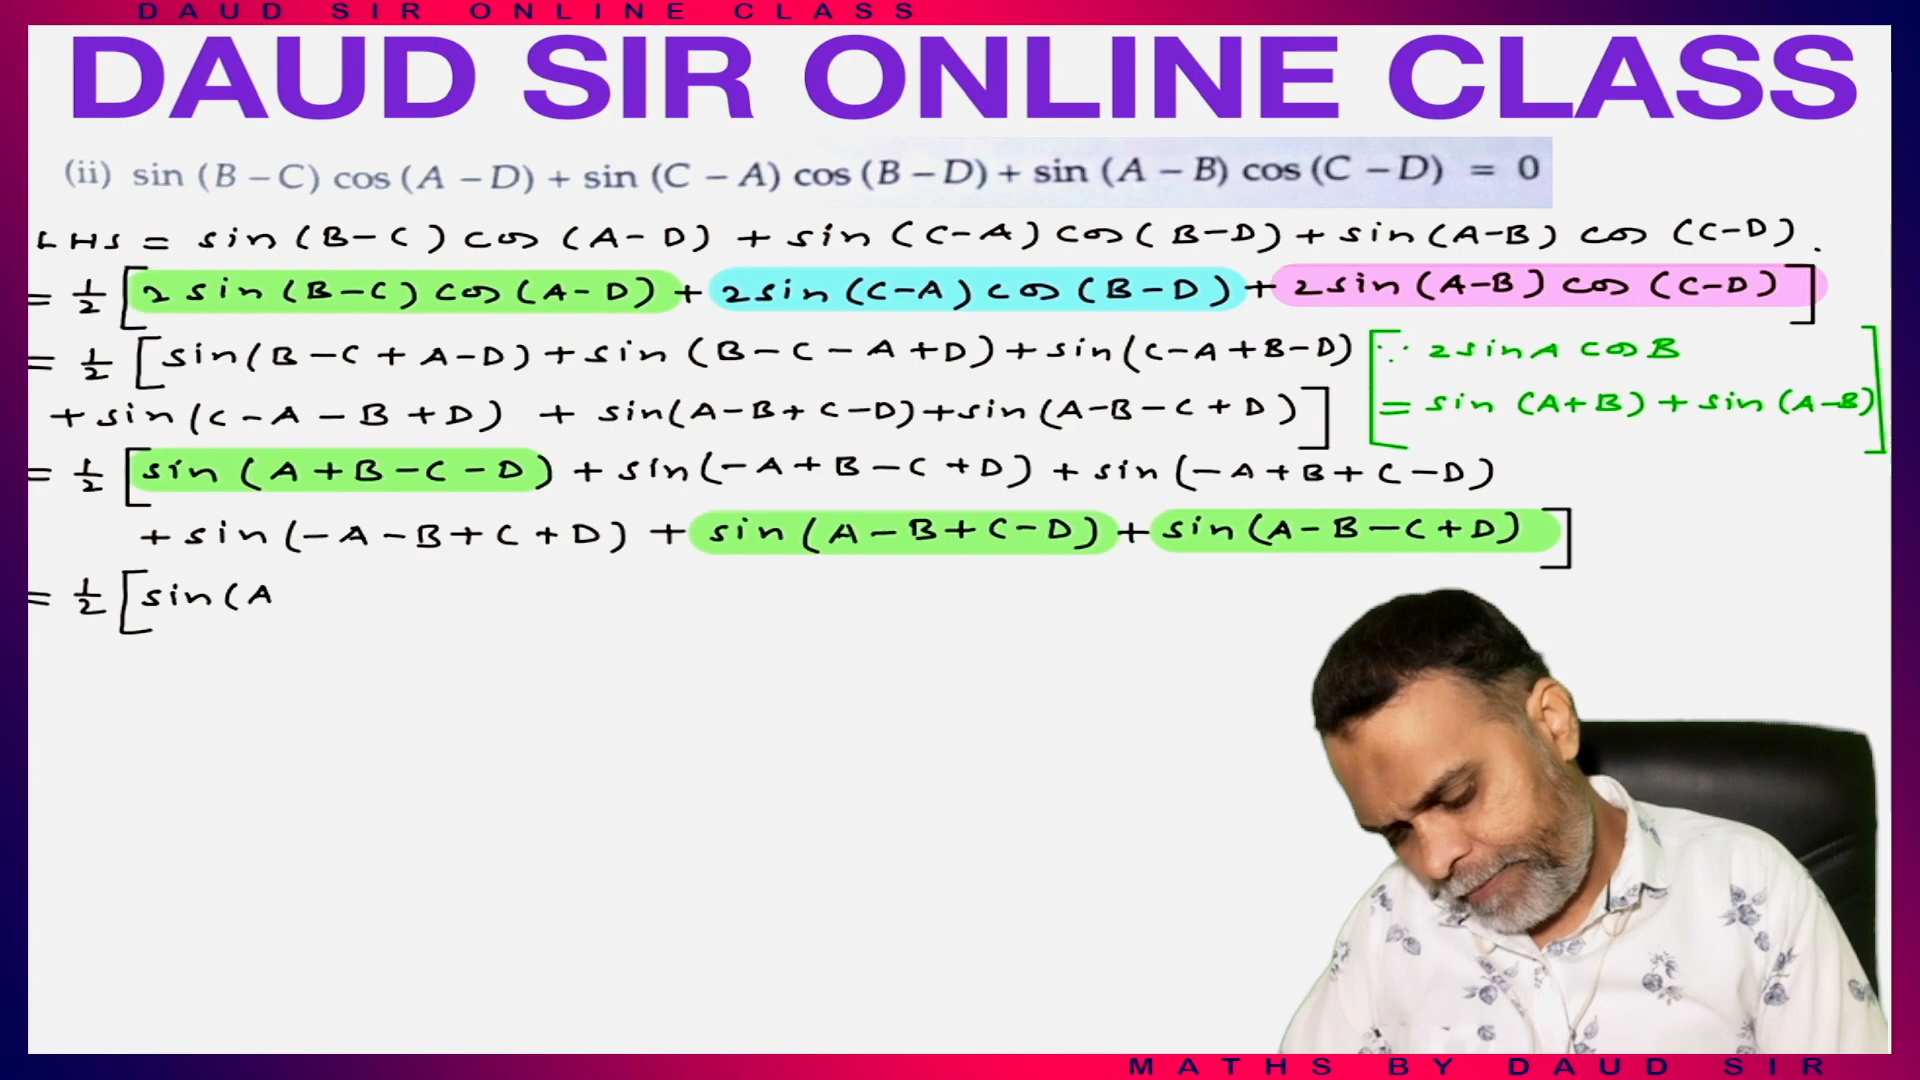 DAUD SIR ONLINE CLASS
DAUD SIR ONLINE CLASS
(ii) sin (B – C) cos (A – D) + sin (C – A) cos (B – D) + sin (A – B) cos (C – D) = 0
LHS = sin (B-C) cos (A-D) + sin (C-A) cos (B-D) + sin (A-B) cos (C-D).
= 1/2 [2 sin (B-C) cos (A-D) + 2 sin (C-A) cos (B-D) + 2 sin (A-B) cos (C-D)]
= 1/2 [sin(B-C+A-D) + sin (B-C-A+D) + sin(C-A+B-D) [∵ 2 sin A cos B
+ sin (C-A-B+D) + sin(A-B+C-D) + sin (A-B-C+D)] = sin (A+B) + sin (A-B)]
= 1/2 [sin (A+B-C-D) + sin (-A+B-C+D) + sin (-A+B+C-D)
+ sin (-A-B+C+D) + sin (A-B+C-D) + sin (A-B-C+D)]
= 1/2 [sin (A
MATHS BY DAUD SIR